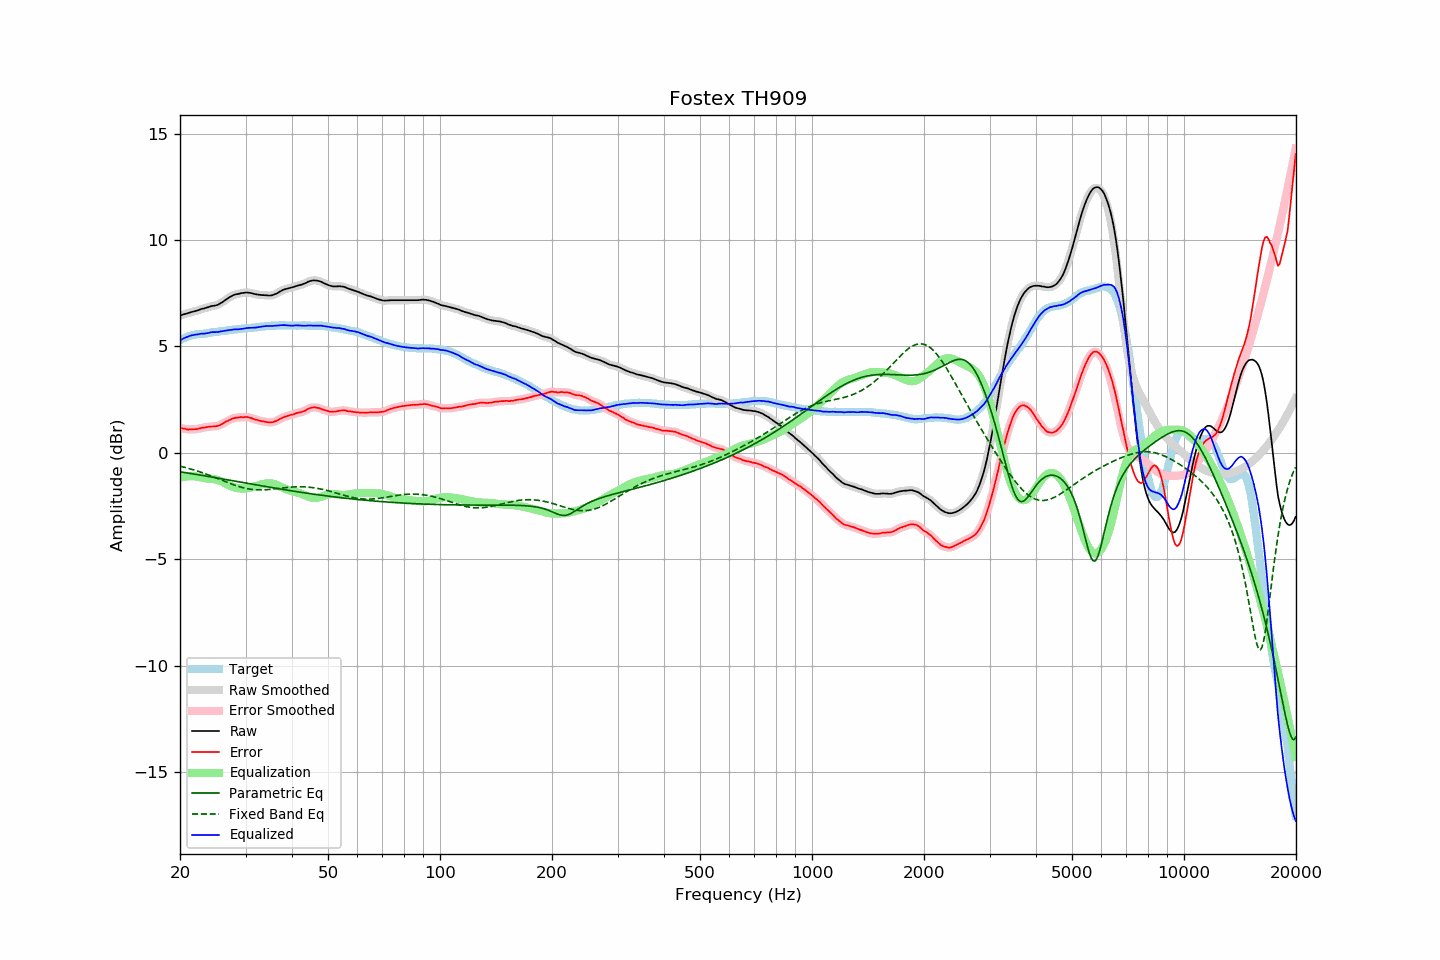 Fostex TH909
Amplitude (dBr)
15
10
5
0
−5
−10
−15
Target
Raw Smoothed
Error Smoothed
Raw
Error
Equalization
Parametric Eq
Fixed Band Eq
Equalized
20 50 100 200 500 1000 2000 5000 10000 20000
Frequency (Hz)